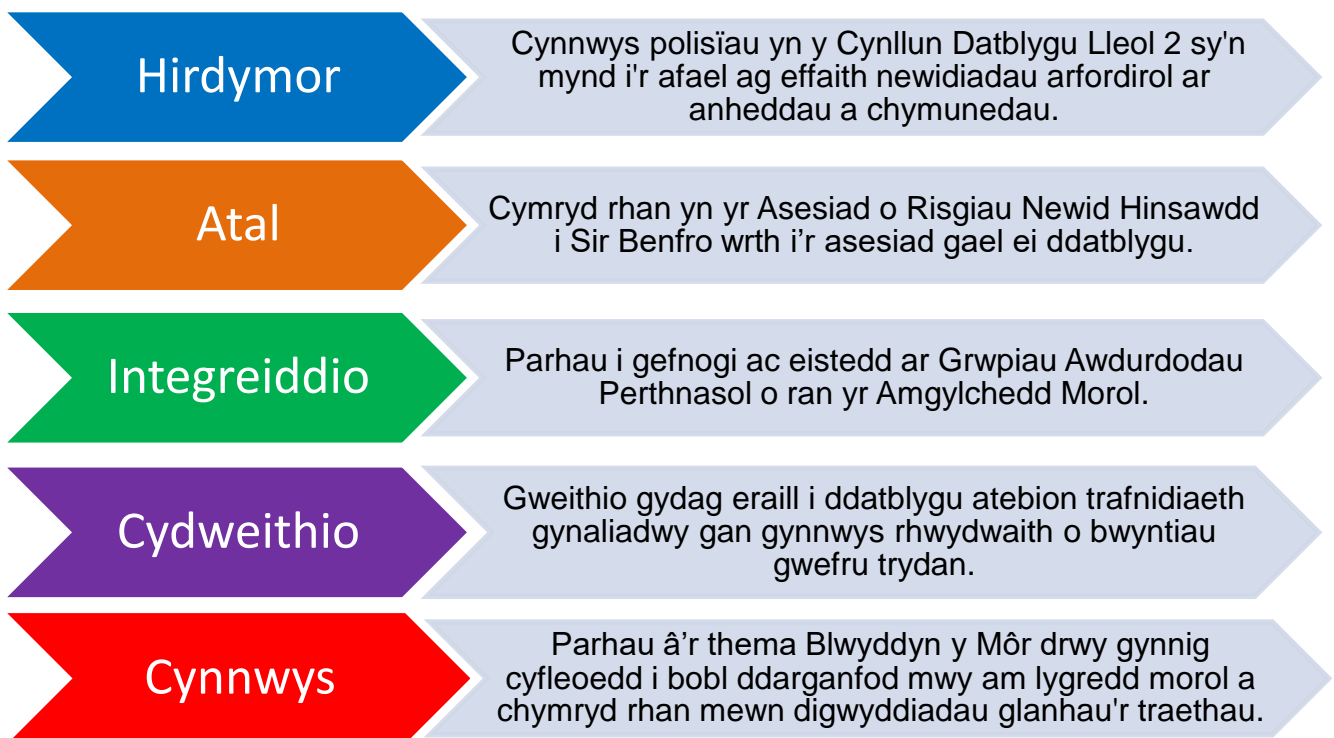 Hirdymor
Cynnwys polisïau yn y Cynllun Datblygu Lleol 2 sy'n
mynd i'r afael ag effaith newidiadau arfordirol ar
anheddau a chymunedau.
Atal
Cymryd rhan yn yr Asesiad o Risgiau Newid Hinsawdd
i Sir Benfro wrth i’r asesiad gael ei ddatblygu.
Integreiddio
Parhau i gefnogi ac eistedd ar Grwpiau Awdurdodau
Perthnasol o ran yr Amgylchedd Morol.
Cydweithio
Gweithio gydag eraill i ddatblygu atebion trafnidiaeth
gynaliadwy gan gynnwys rhwydwaith o bwyntiau
gwefru trydan.
Cynnwys
Parhau â’r thema Blwyddyn y Môr drwy gynnig
cyfleoedd i bobl ddarganfod mwy am lygredd morol a
chymryd rhan mewn digwyddiadau glanhau'r traethau.